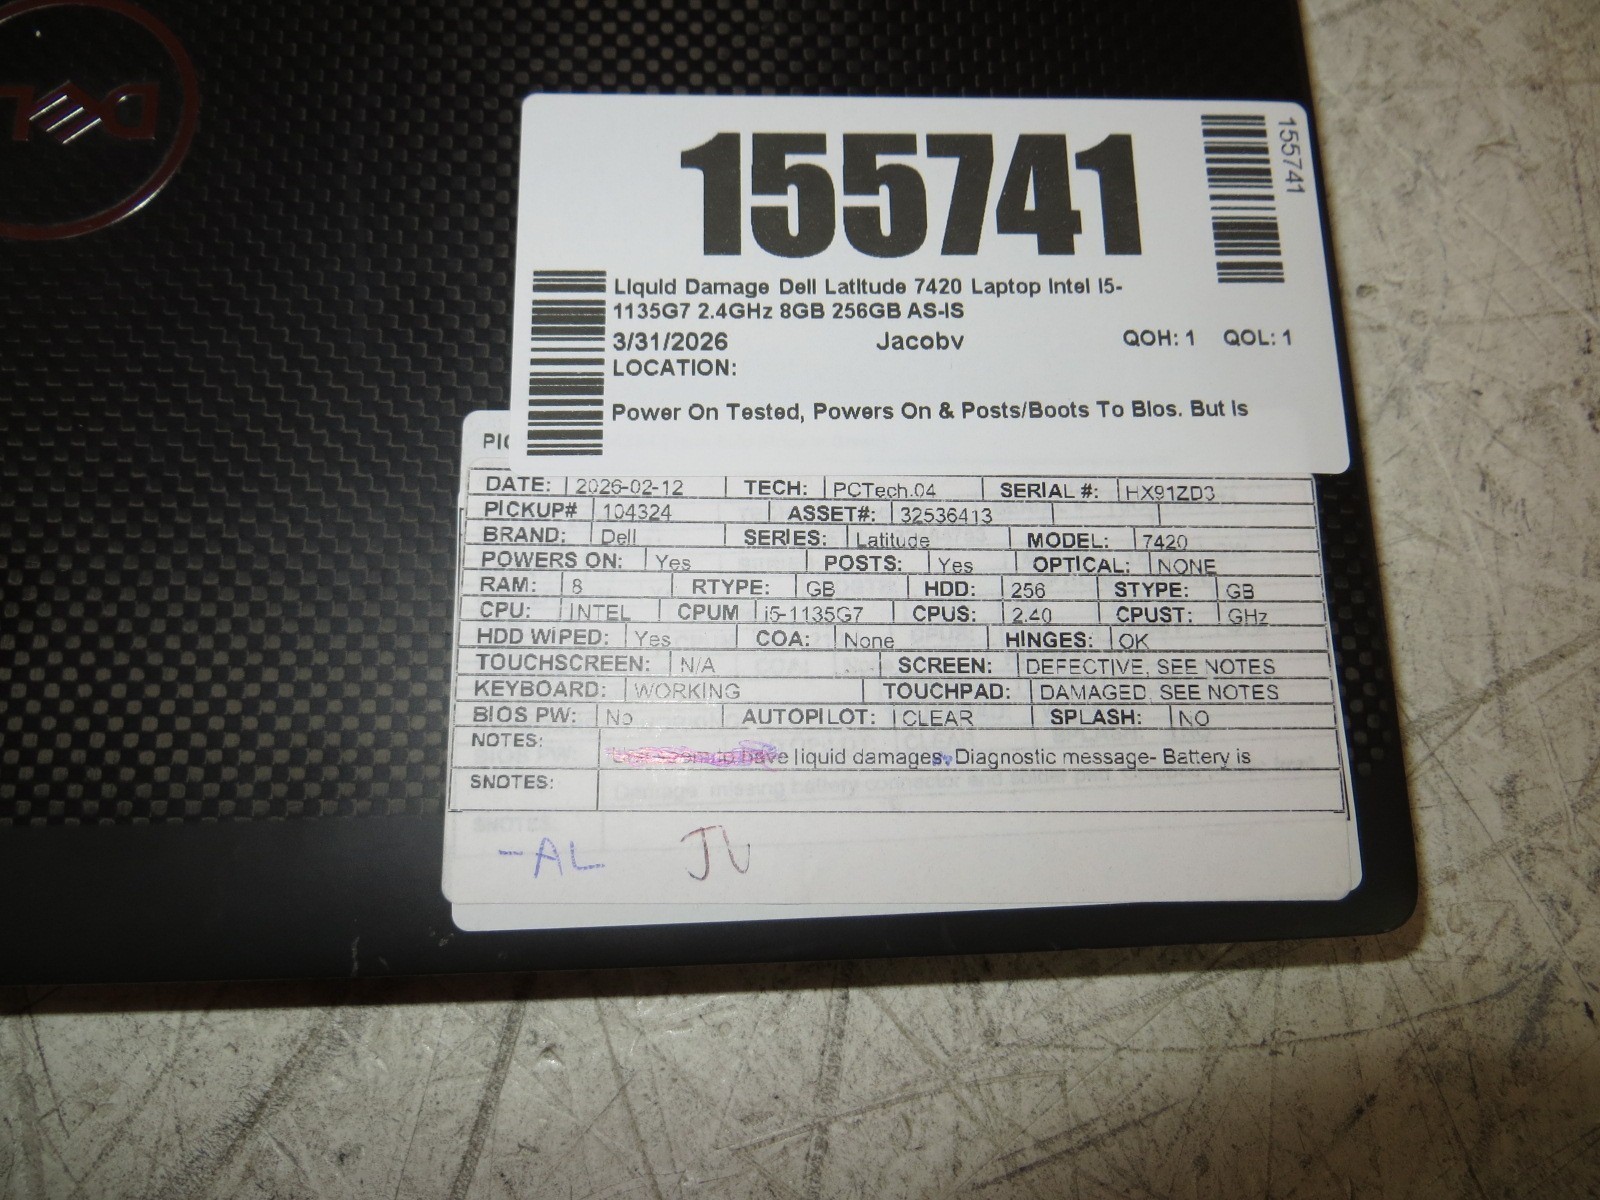 DELL
155741
155741
Liquid Damage Dell Latitude 7420 Laptop Intel I5-
1135G7 2.4GHz 8GB 256GB AS-IS
3/31/2026 Jacobv QOH: 1 QOL: 1
LOCATION:
Power On Tested, Powers On & Posts/Boots To Bios. But Is
PIC
DATE: 2026-02-12 TECH: PCTech.04 SERIAL #: HX91ZD3
PICKUP# 104324 ASSET#: 32536413
BRAND: Dell SERIES: Latitude MODEL: 7420
POWERS ON: Yes POSTS: Yes OPTICAL: NONE
RAM: 8 RTYPE: GB HDD: 256 STYPE: GB
CPU: INTEL CPUM i5-1135G7 CPUS: 2.40 CPUST: GHz
HDD WIPED: Yes COA: None HINGES: OK
TOUCHSCREEN: N/A SCREEN: DEFECTIVE, SEE NOTES
KEYBOARD: WORKING TOUCHPAD: DAMAGED, SEE NOTES
BIOS PW: No AUTOPILOT: CLEAR SPLASH: NO
NOTES: have liquid damages. Diagnostic message- Battery is
SNOTES:
-AL JV